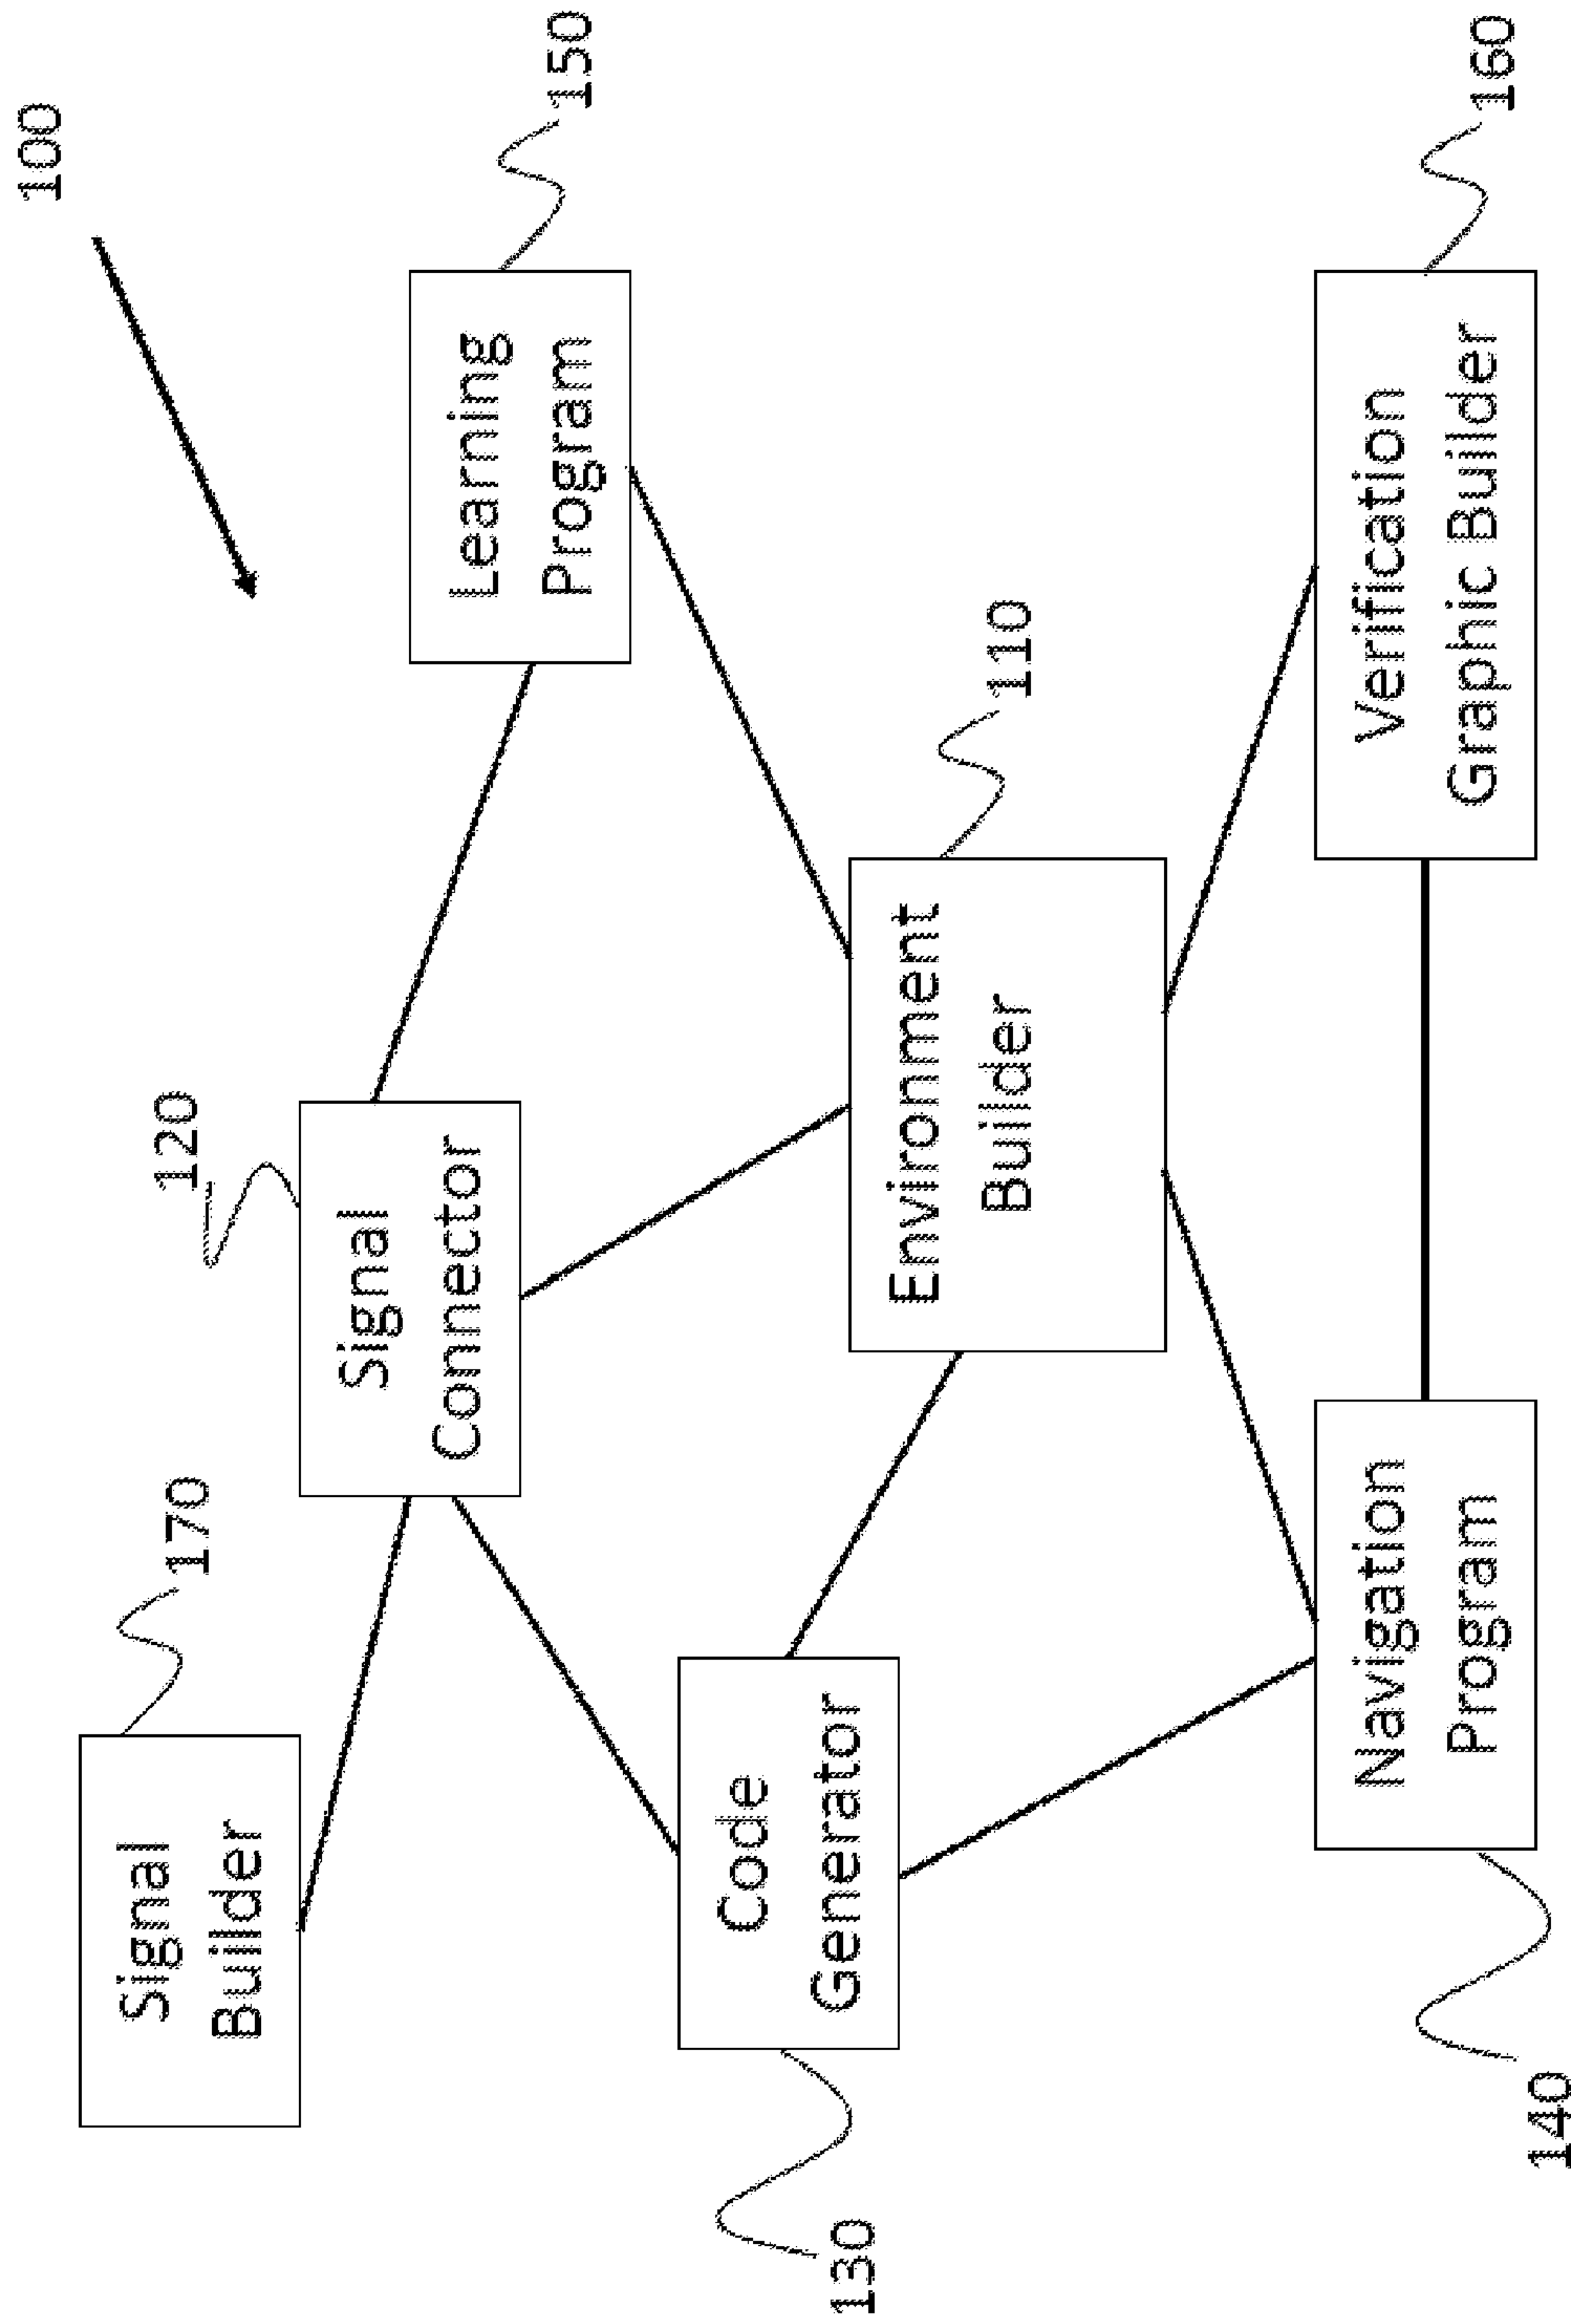 100
170
120
150
Signal
Builder
Signal
Connector
Learning
Program
Code
Generator
130
Environment
Builder
110
Navigation
Program
140
Verification
Graphic Builder
160